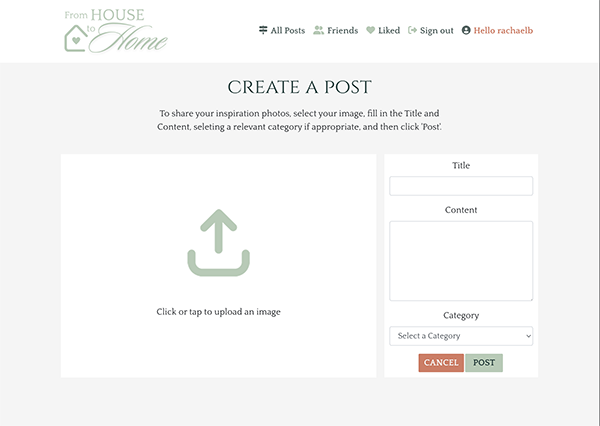 From HOUSE
to
Home
All Posts
Friends
Liked
Sign out
Hello rachaelb
CREATE A POST
To share your inspiration photos, select your image, fill in the Title and
Content, seleting a relevant category if appropriate, and then click 'Post'.
Click or tap to upload an image
Title
Content
Category
Select a Category
CANCEL
POST